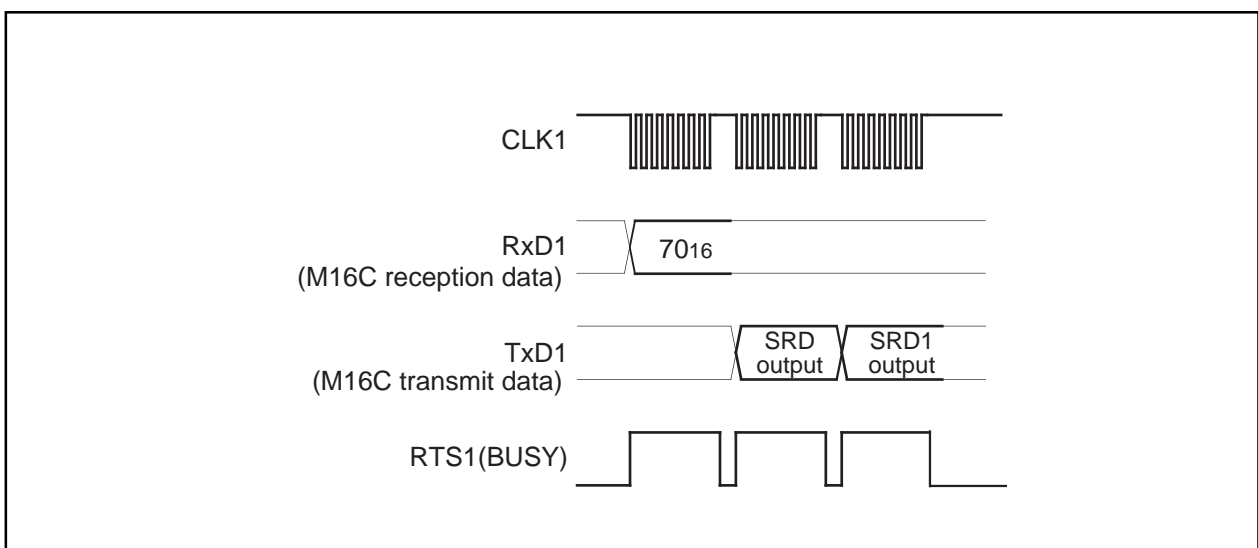 CLK1
RxD1
(M16C reception data)
7016
TxD1
(M16C transmit data)
SRD
output
SRD1
output
RTS1(BUSY)